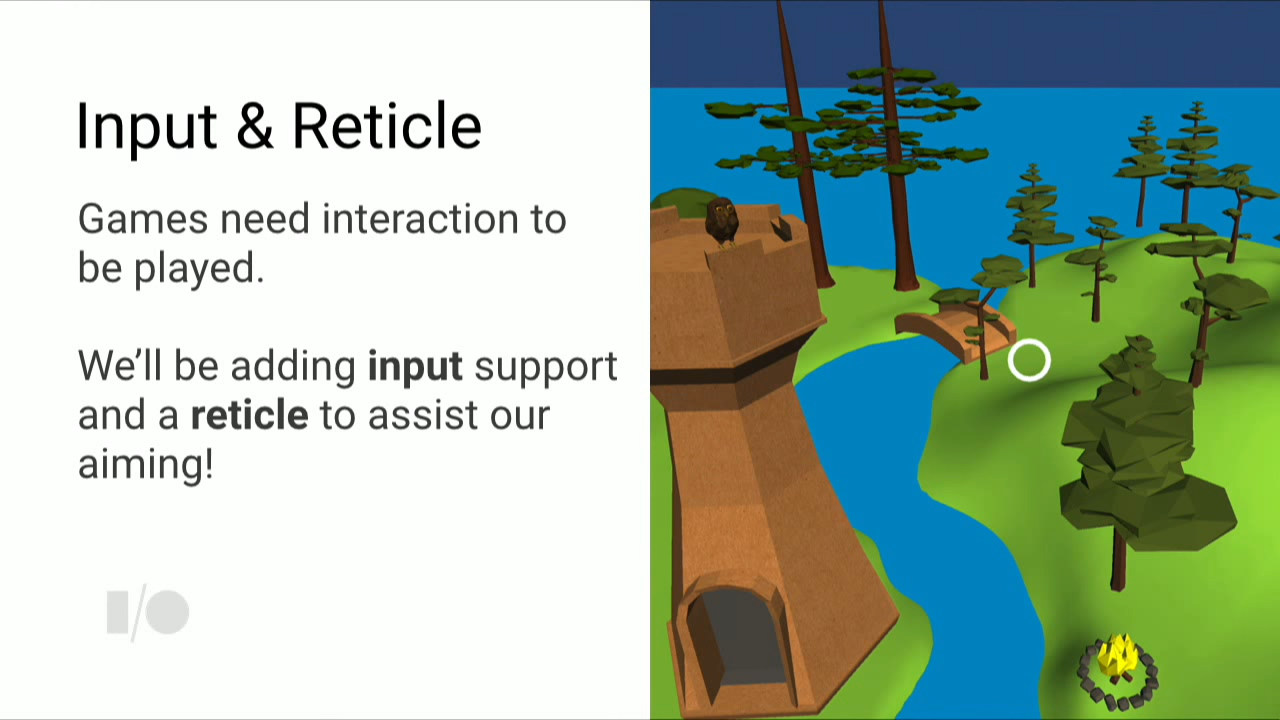 Input & Reticle
Games need interaction to
be played.
We’ll be adding input support
and a reticle to assist our
aiming!
I/O